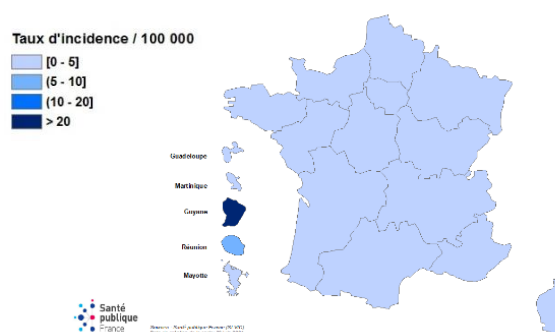 Taux d'incidence / 100 000
[0 - 5]
(5 - 10]
(10 - 20]
> 20
Guadeloupe
Martinique
Guyane
Réunion
Mayotte
Santé
publique
France